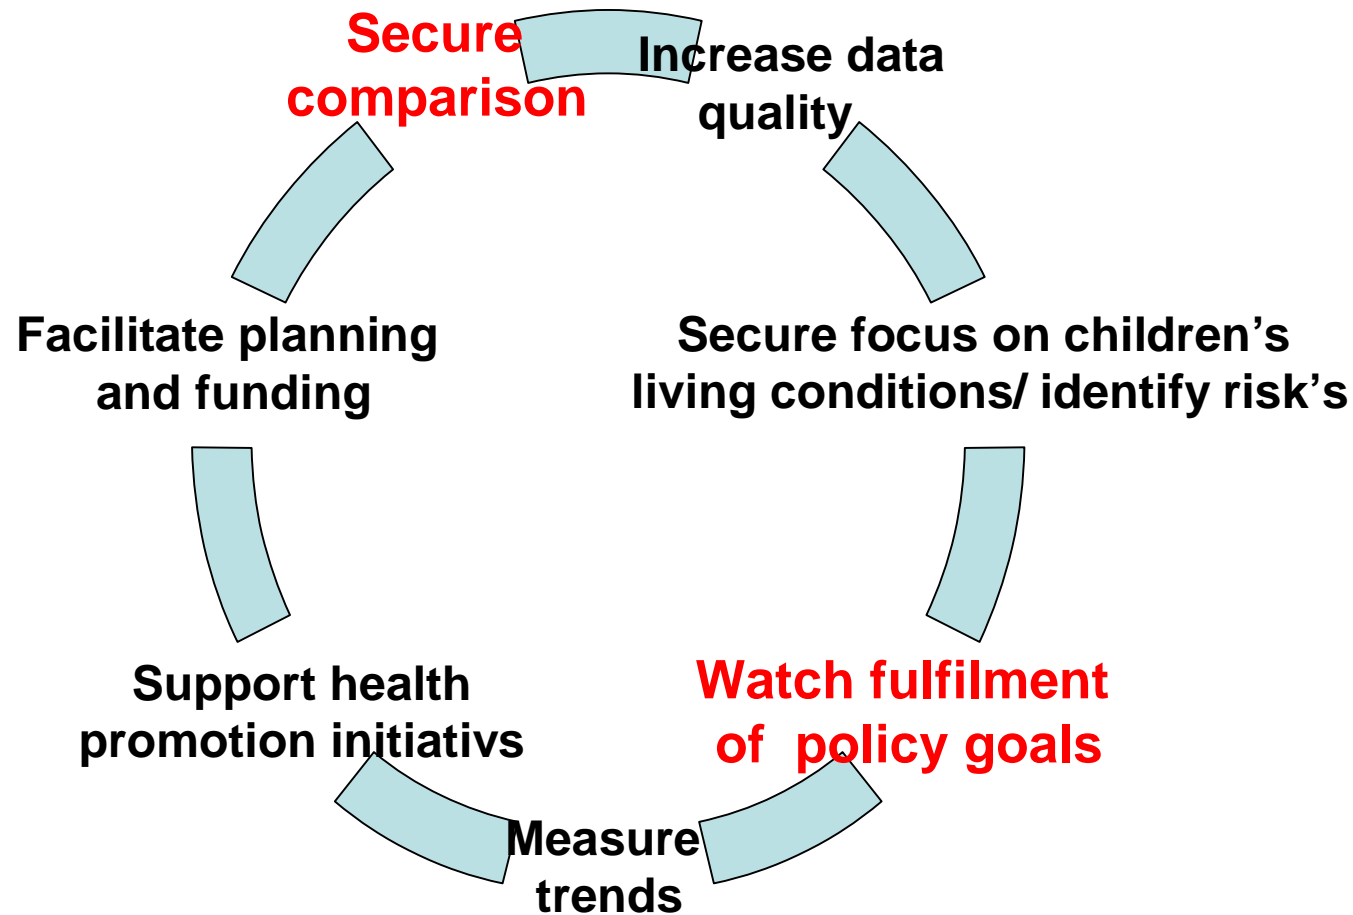 Secure
comparison
Increase data
quality
Secure focus on children’s
living conditions/ identify risk’s
Watch fulfilment
of policy goals
Measure
trends
Support health
promotion initiativs
Facilitate planning
and funding